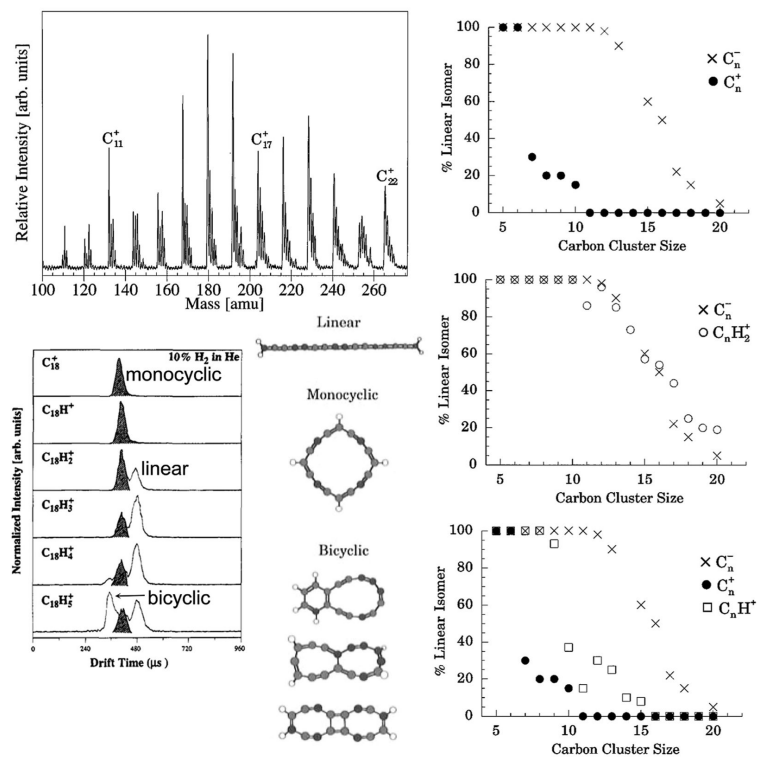 Relative Intensity [arb. units]
C₁₁⁺
C₁₇⁺
C₂₂⁺
100 120 140 160 180 200 220 240 260
Mass [amu]
% Linear Isomer
100
80
60
40
20
0
× Cₙ⁻
● Cₙ⁺
5 10 15 20
Carbon Cluster Size
Normalized Intensity [arb. units]
10% H₂ in He
C₁₈⁺
monocyclic
C₁₈H⁺
C₁₈H₂⁺
linear
C₁₈H₃⁺
C₁₈H₄⁺
C₁₈H₅⁺
bicyclic
0 240 480 720 960
Drift Time (μs)
Linear
Monocyclic
Bicyclic
% Linear Isomer
100
80
60
40
20
0
× Cₙ⁻
○ CₙH₂⁺
5 10 15 20
Carbon Cluster Size
% Linear Isomer
100
80
60
40
20
0
× Cₙ⁻
● Cₙ⁺
□ CₙH⁺
5 10 15 20
Carbon Cluster Size